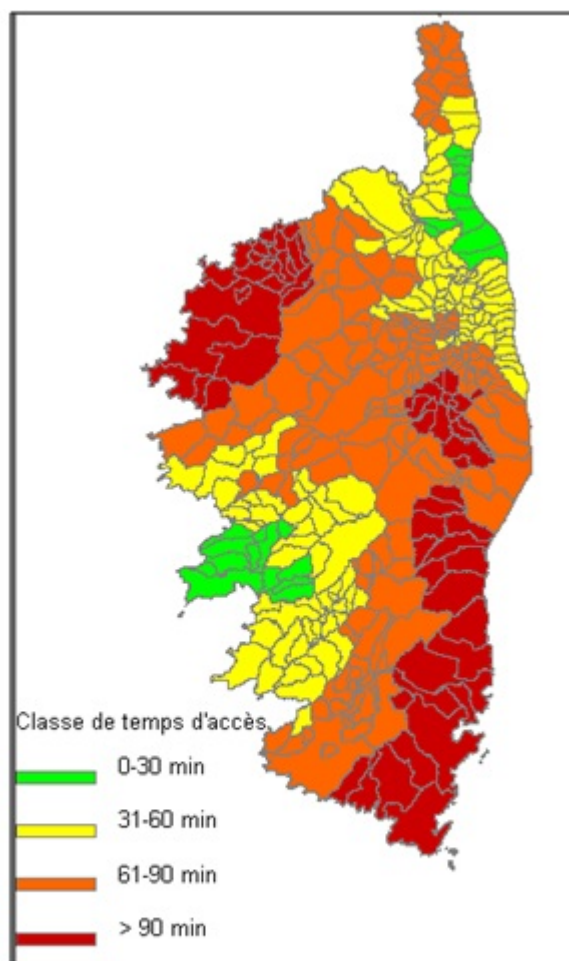 Classe de temps d'accès
0-30 min
31-60 min
61-90 min
> 90 min